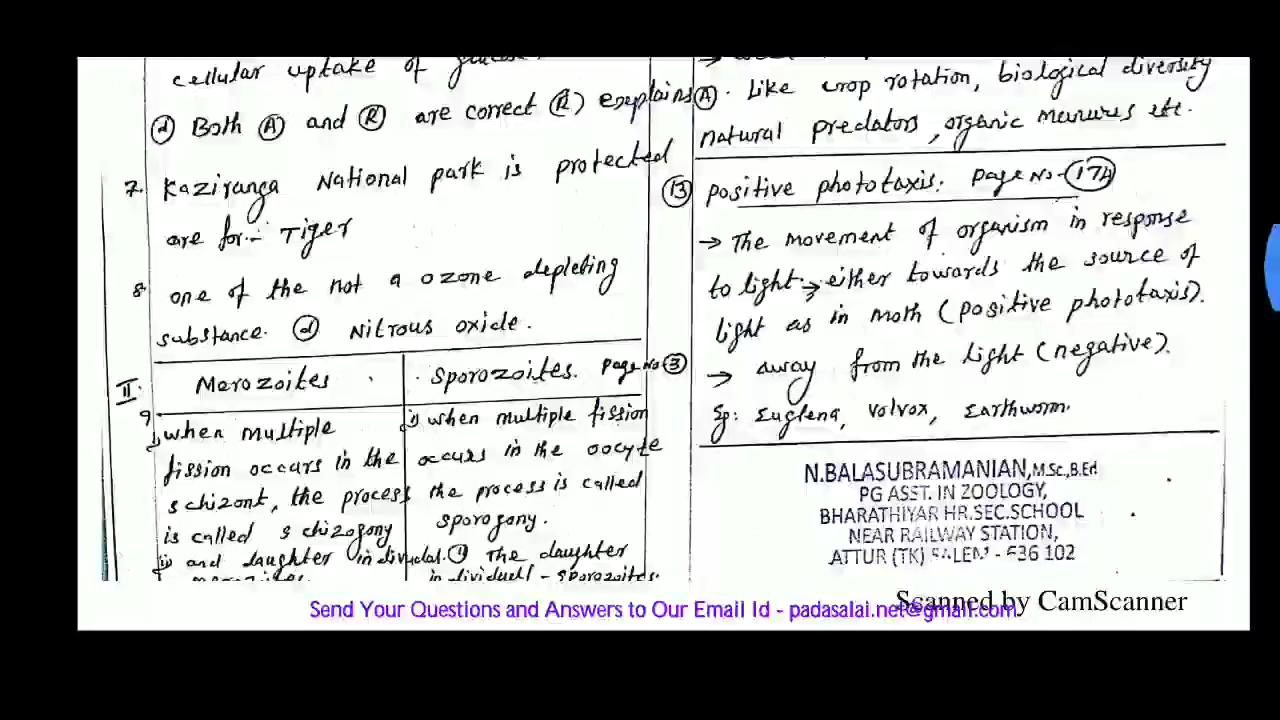 cellular uptake of glucose.
(d) Both (A) and (R) are correct (R) explains (A).
7. Kaziranga National park is protected
are for:- Tiger
8. one of the not a ozone depleting
substance. (d) Nitrous oxide.
II. Merozoites
9
i) when multiple
fission occurs in the
schizont, the process
is called schizogony
ii) and daughter individual.
merozoites.
Sporozoites. Page No (3)
i) when multiple fission
occurs in the oocyte
the process is called
sporogony.
The daughter
individuell - sporozoites.
Like crop rotation, biological diversity
natural predators, organic manures etc.
(13) Positive phototaxis: Page No - (174)
→ The movement of organism in response
to light → either towards the source of
light as in moth (positive phototaxis).
→ away from the light (negative).
Eg: Euglena, Volvox, Earthworm.
N.BALASUBRAMANIAN,M.Sc,B.Ed
PG ASST. IN ZOOLOGY,
BHARATHIYAR HR.SEC.SCHOOL
NEAR RAILWAY STATION,
ATTUR (TK) SALEM - 636 102
Scanned by CamScanner
Send Your Questions and Answers to Our Email Id - padasalai.net@gmail.com